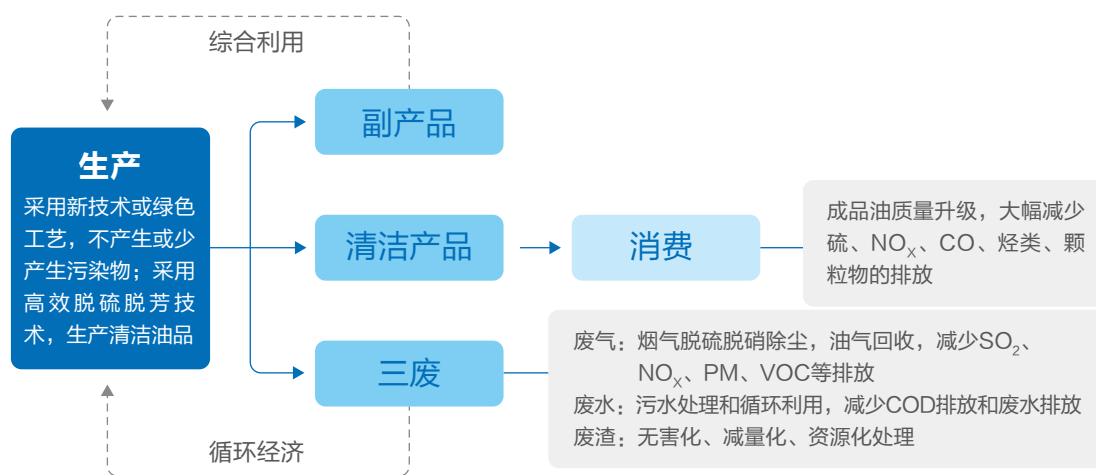 综合利用
副产品
生产
采用新技术或绿色
工艺，不产生或少
产生污染物；采用
高效脱硫脱芳技
术，生产清洁油品
清洁产品
消费
成品油质量升级，大幅减少
硫、NOX、CO、烃类、颗
粒物的排放
三废
废气：烟气脱硫脱硝除尘，油气回收，减少SO2、
NOX、PM、VOC等排放
废水：污水处理和循环利用，减少COD排放和废水排放
废渣：无害化、减量化、资源化处理
循环经济